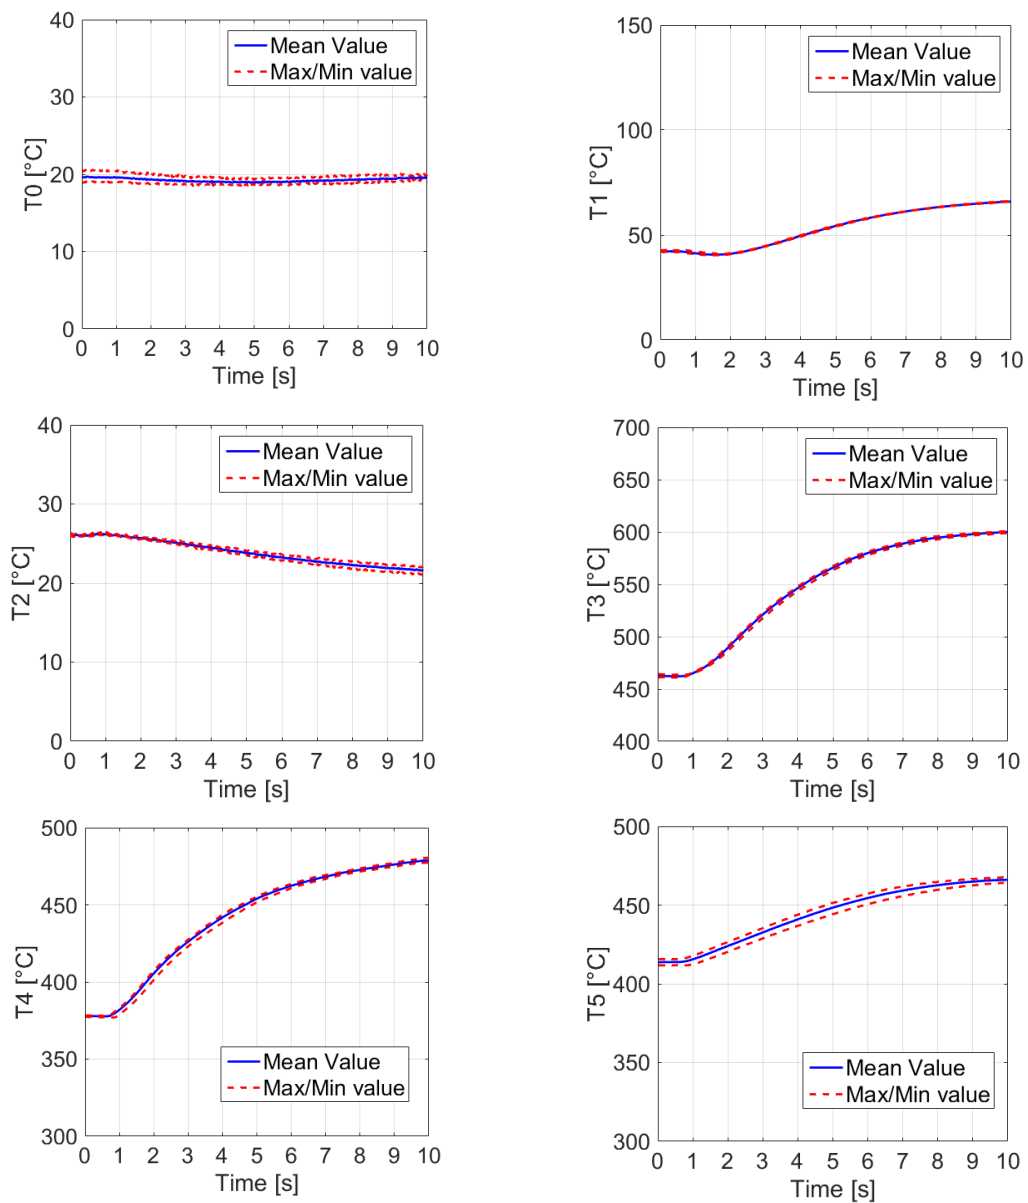 40
30
20
10
0
T0 [°C]
Mean Value
Max/Min value
0 1 2 3 4 5 6 7 8 9 10
Time [s]
150
100
50
0
T1 [°C]
Mean Value
Max/Min value
0 1 2 3 4 5 6 7 8 9 10
Time [s]
40
30
20
10
0
T2 [°C]
Mean Value
Max/Min value
0 1 2 3 4 5 6 7 8 9 10
Time [s]
700
650
600
550
500
450
400
T3 [°C]
Mean Value
Max/Min value
0 1 2 3 4 5 6 7 8 9 10
Time [s]
500
450
400
350
300
T4 [°C]
Mean Value
Max/Min value
0 1 2 3 4 5 6 7 8 9 10
Time [s]
500
450
400
350
300
T5 [°C]
Mean Value
Max/Min value
0 1 2 3 4 5 6 7 8 9 10
Time [s]